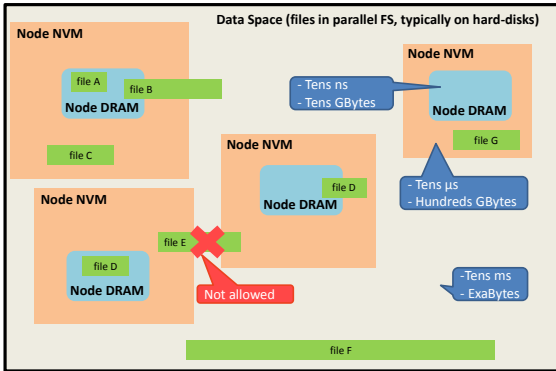 Data Space (files in parallel FS, typically on hard-disks)
Node NVM
file A
file B
Node DRAM
file C
- Tens ns
- Tens GBytes
Node NVM
Node DRAM
file G
- Tens µs
- Hundreds GBytes
Node NVM
file D
Node DRAM
Node NVM
file E
file D
Node DRAM
Not allowed
-Tens ms
- ExaBytes
file F